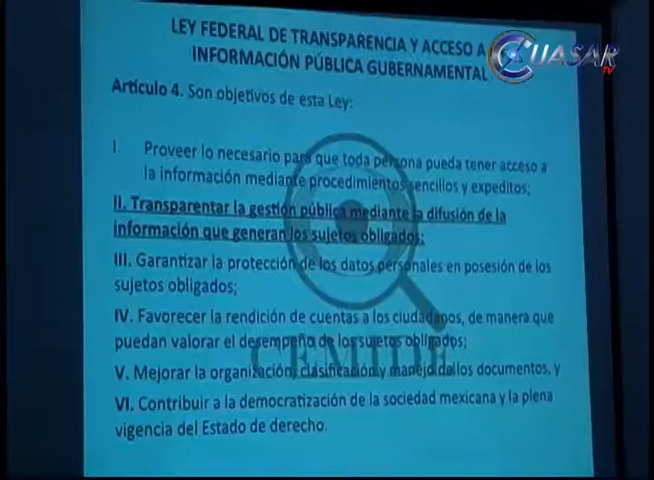 LEY FEDERAL DE TRANSPARENCIA Y ACCESO A
INFORMACIÓN PÚBLICA GUBERNAMENTAL
CUASAR
TV
Artículo 4. Son objetivos de esta Ley:
I. Proveer lo necesario para que toda persona pueda tener acceso a
la información mediante procedimientos sencillos y expeditos;
II. Transparentar la gestión pública mediante la difusión de la
información que generan los sujetos obligados;
III. Garantizar la protección de los datos personales en posesión de los
sujetos obligados;
IV. Favorecer la rendición de cuentas a los ciudadanos, de manera que
puedan valorar el desempeño de los sujetos obligados;
CEMIDE
V. Mejorar la organización, clasificación y manejo de los documentos, y
VI. Contribuir a la democratización de la sociedad mexicana y la plena
vigencia del Estado de derecho.